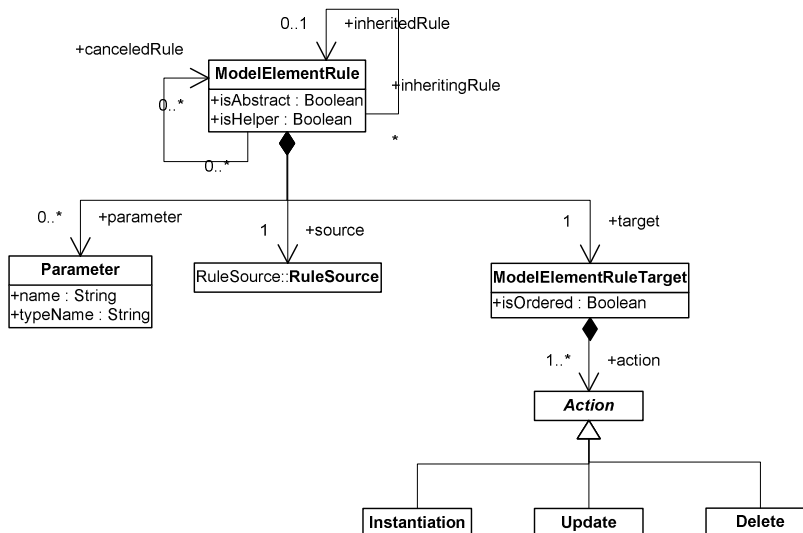 0..1
+inheritedRule
+canceledRule
ModelElementRule
+inheritingRule
+isAbstract : Boolean
0..*
+isHelper : Boolean
*
0..*
0..*
+parameter
1
+source
1
+target
Parameter
RuleSource::RuleSource
ModelElementRuleTarget
+name : String
+isOrdered : Boolean
+typeName : String
1..*
+action
Action
Instantiation
Update
Delete